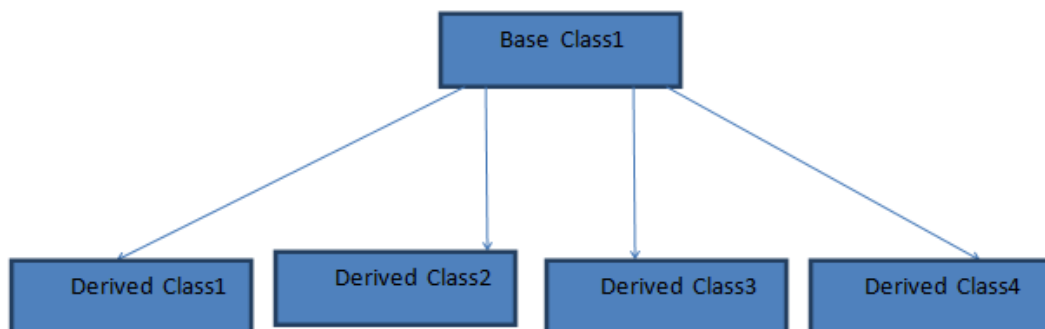 Base Class1
Derived Class1
Derived Class2
Derived Class3
Derived Class4